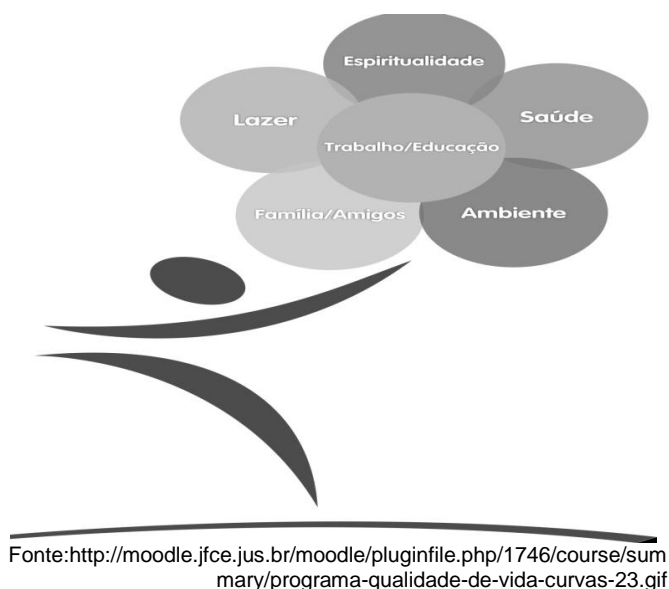 Espiritualidade
Lazer
Saúde
Trabalho/Educação
Família/Amigos
Ambiente
Fonte:http://moodle.jfce.jus.br/moodle/pluginfile.php/1746/course/sum
mary/programa-qualidade-de-vida-curvas-23.gif